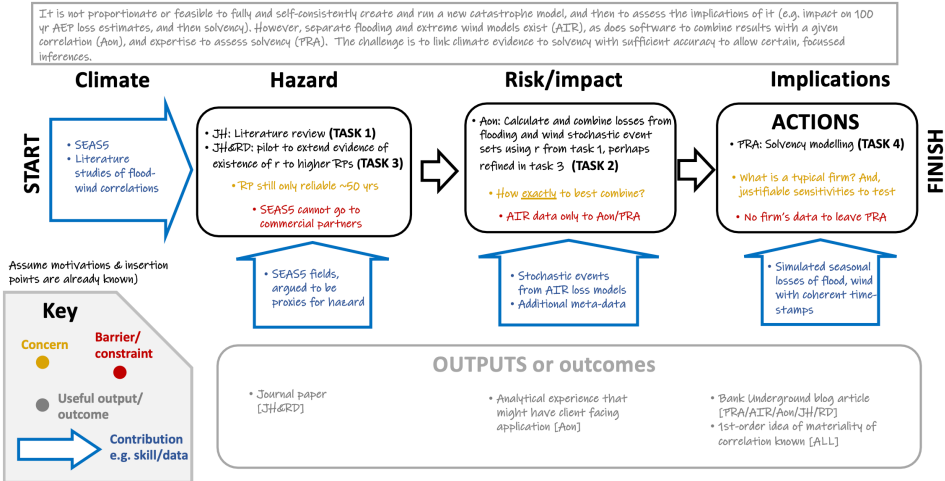 It is not proportionate or feasible to fully and self-consistently create and run a new catastrophe model, and then to assess the implications of it (e.g. impact on 100
yr AEP loss estimates, and then solvency). However, separate flooding and extreme wind models exist (AIR), as does software to combine results with a given
correlation (Aon), and expertise to assess solvency (PRA). The challenge is to link climate evidence to solvency with sufficient accuracy to allow certain, focussed
inferences.
Climate
Hazard
Risk/impact
Implications
START
• SEAS5
• Literature
studies of flood-
wind correlations
• JH: Literature review (TASK 1)
• JH&RD: pilot to extend evidence of
existence of r to higher RPs (TASK 3)
• RP still only reliable ~50 yrs
• SEAS5 cannot go to
commercial partners
• Aon: Calculate and combine losses from
flooding and wind stochastic event
sets using r from task 1, perhaps
refined in task 3 (TASK 2)
• How exactly to best combine?
• AIR data only to Aon/PRA
ACTIONS
• PRA: Solvency modelling (TASK 4)
• What is a typical firm? And,
justifiable sensitivities to test
• No firm's data to leave PRA
FINISH
Assume motivations & insertion
points are already known)
• SEAS5 fields,
argued to be
proxies for hazard
• Stochastic events
from AIR loss models
• Additional meta-data
• Simulated seasonal
losses of flood, wind
with coherent time-
stamps
Key
Concern
Barrier/
constraint
Useful output/
outcome
Contribution
e.g. skill/data
OUTPUTS or outcomes
• Journal paper
[JH&RD]
• Analytical experience that
might have client facing
application [Aon]
• Bank Underground blog article
[PRA/AIR/Aon/JH/RD]
• 1st-order idea of materiality of
correlation known [ALL]